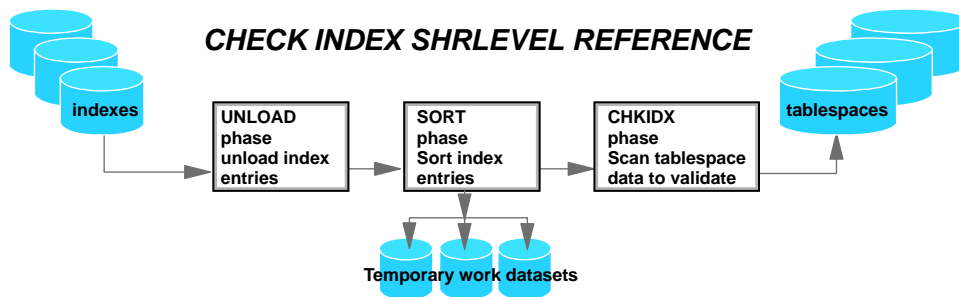 CHECK INDEX SHRLEVEL REFERENCE
indexes
UNLOAD
phase
unload index
entries
SORT
phase
Sort index
entries
CHKIDX
phase
Scan tablespace
data to validate
tablespaces
Temporary work datasets